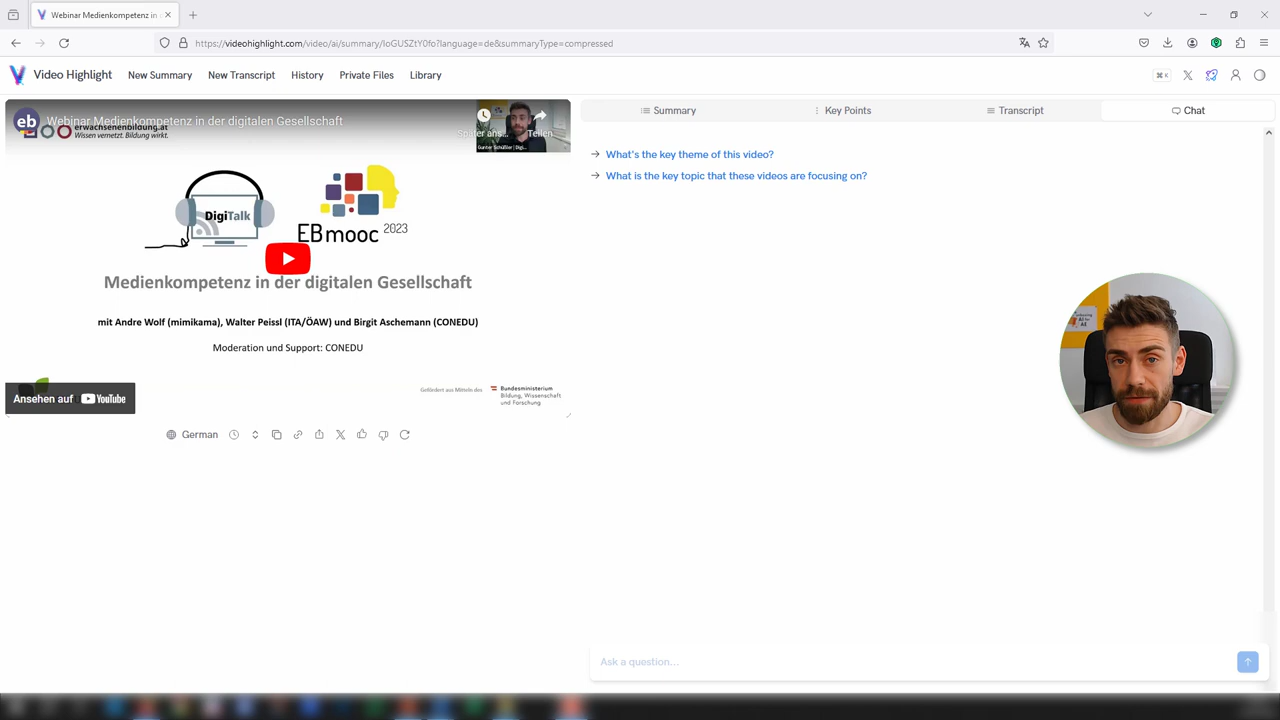 Webinar Medienkompetenz in
https://videohighlight.com/video/ai/summary/IoGUSZtY0fo?language=de&summaryType=compressed
Video Highlight
New Summary
New Transcript
History
Private Files
Library
⌘K
eb
Webinar Medienkompetenz in der digitalen Gesellschaft
erwachsenenbildung.at
Wissen vernetzt. Bildung wirkt.
Später ans...
Teilen
DigiTalk
EBmooc 2023
Medienkompetenz in der digitalen Gesellschaft
mit Andre Wolf (mimikama), Walter Peissl (ITA/ÖAW) und Birgit Aschemann (CONEDU)
Moderation und Support: CONEDU
Gefördert aus Mitteln des
Bundesministerium
Bildung, Wissenschaft
und Forschung
Ansehen auf YouTube
German
Summary
Key Points
Transcript
Chat
What's the key theme of this video?
What is the key topic that these videos are focusing on?
Ask a question...